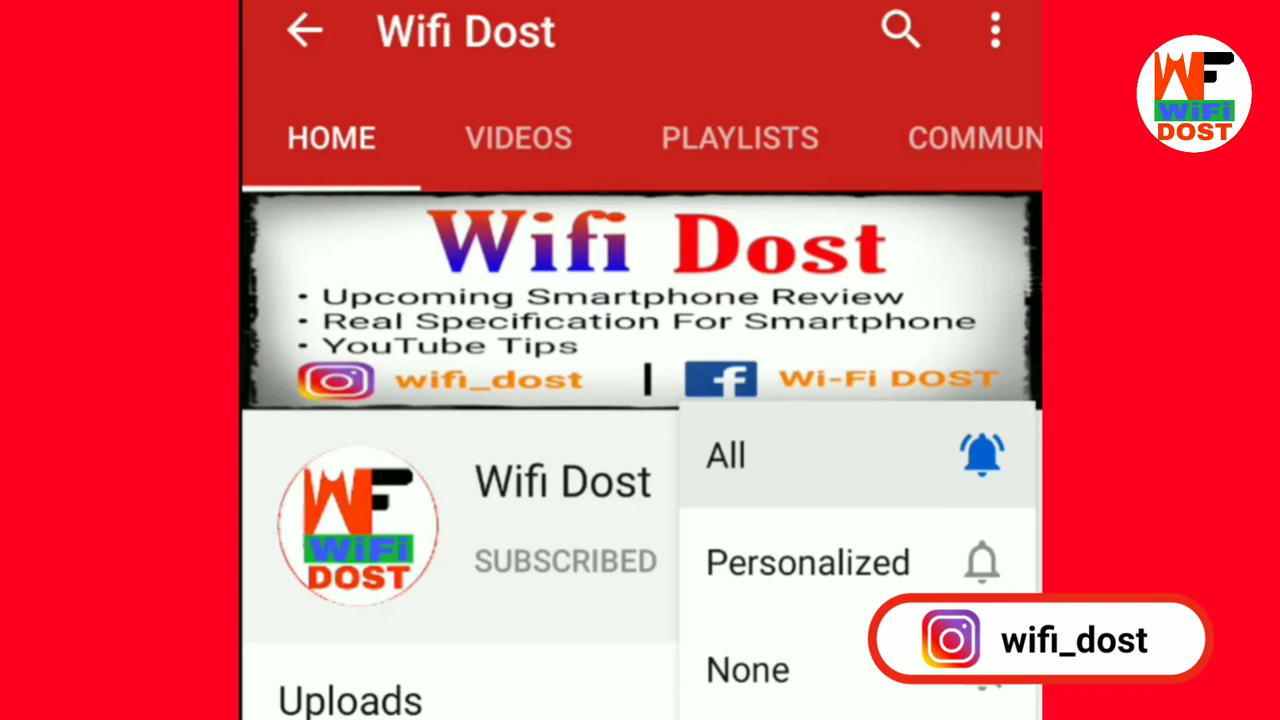 Wifi Dost
HOME VIDEOS PLAYLISTS COMMUN
WF
WiFi
DOST
Wifi Dost
• Upcoming Smartphone Review
• Real Specification For Smartphone
• YouTube Tips
wifi_dost | Wi-Fi DOST
WF
WiFi
DOST
Wifi Dost
SUBSCRIBED
All
Personalized
None
wifi_dost
Uploads